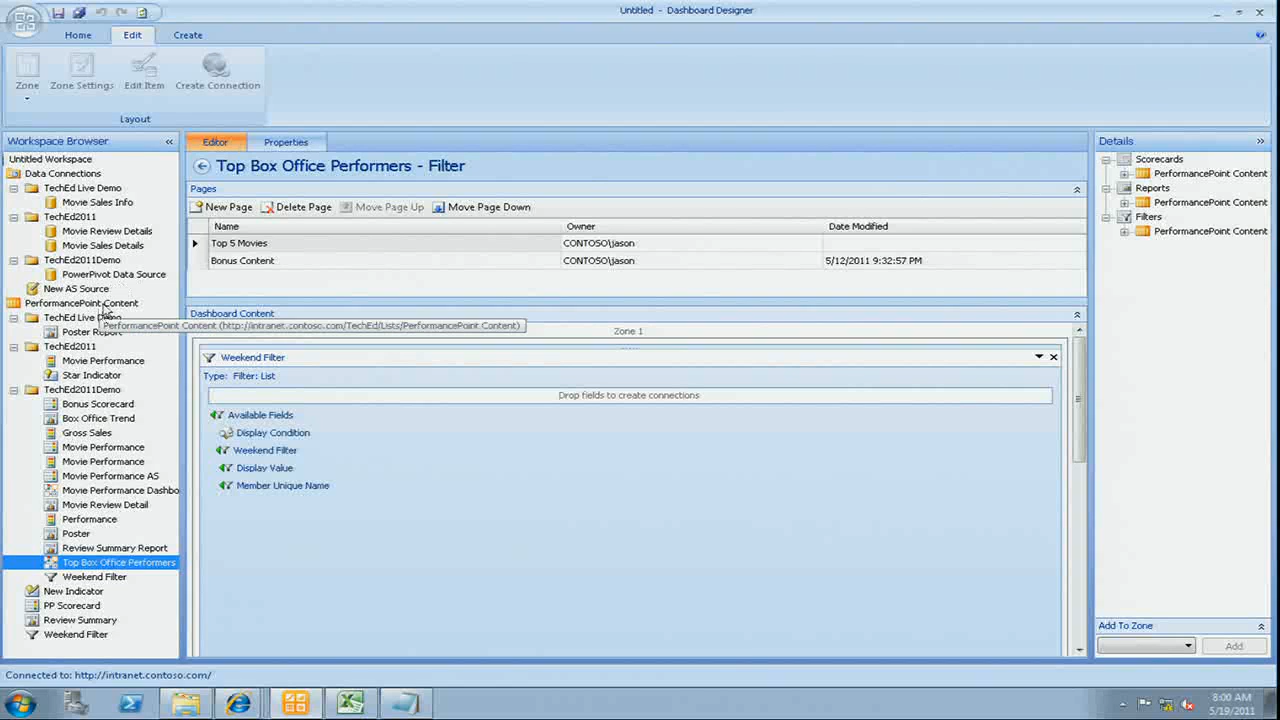 Untitled - Dashboard Designer
Home
Edit
Create
Zone
Zone Settings
Edit Item
Create Connection
Layout
Workspace Browser
Untitled Workspace
Data Connections
TechEd Live Demo
Movie Sales Info
TechEd2011
Movie Review Details
Movie Sales Details
TechEd2011Demo
PowerPivot Data Source
New AS Source
PerformancePoint Content
TechEd Live
PerformancePoint Content (http://intranet.contoso.com/TechEd/Lists/PerformancePoint Content)
Poster
TechEd2011
Movie Performance
Star Indicator
TechEd2011Demo
Bonus Scorecard
Box Office Trend
Gross Sales
Movie Performance
Movie Performance
Movie Performance AS
Movie Performance Dashbo
Movie Review Detail
Performance
Poster
Review Summary Report
Top Box Office Performers
Weekend Filter
New Indicator
PP Scorecard
Review Summary
Weekend Filter
Editor
Properties
Top Box Office Performers - Filter
Pages
New Page
Delete Page
Move Page Up
Move Page Down
Name Owner Date Modified
Top 5 Movies CONTOSO\jason
Bonus Content CONTOSO\jason 5/12/2011 9:32:57 PM
Dashboard Content
Zone 1
Weekend Filter
Type: Filter: List
Drop fields to create connections
Available Fields
Display Condition
Weekend Filter
Display Value
Member Unique Name
Details
Scorecards
PerformancePoint Content
Reports
PerformancePoint Content
Filters
PerformancePoint Content
Add To Zone
Add
Connected to: http://intranet.contoso.com/
8:00 AM
5/19/2011